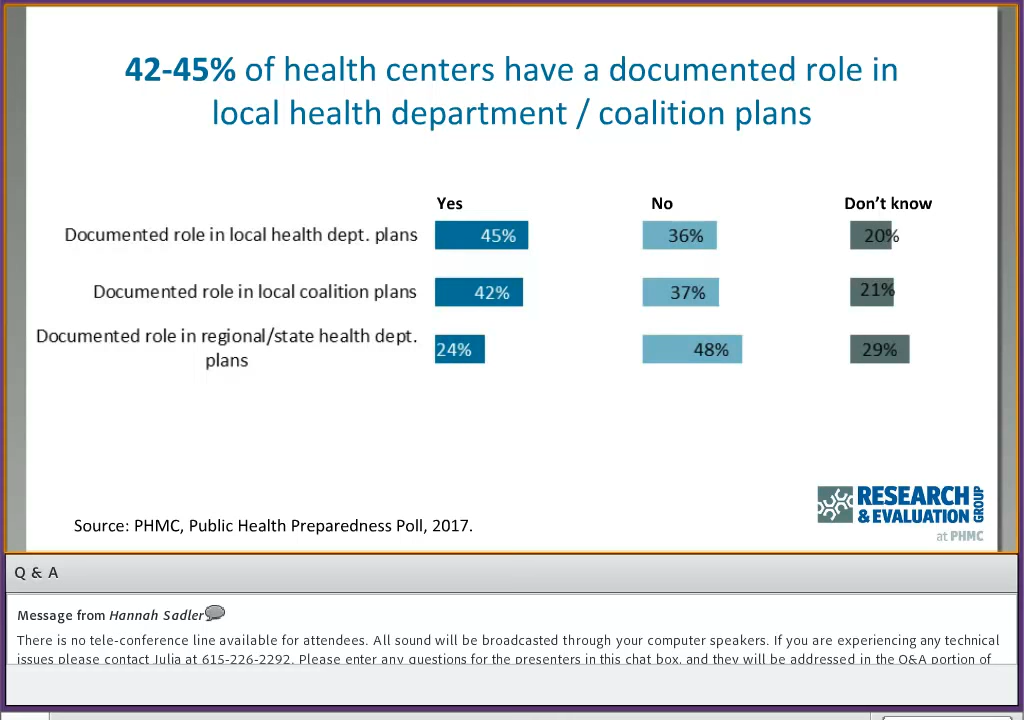 42-45% of health centers have a documented role in
local health department / coalition plans
Yes No Don’t know
Documented role in local health dept. plans 45% 36% 20%
Documented role in local coalition plans 42% 37% 21%
Documented role in regional/state health dept.
plans 24% 48% 29%
RESEARCH
& EVALUATION GROUP
at PHMC
Source: PHMC, Public Health Preparedness Poll, 2017.
Q & A
Message from Hannah Sadler
There is no tele-conference line available for attendees. All sound will be broadcasted through your computer speakers. If you are experiencing any technical
issues please contact Julia at 615-226-2292. Please enter any questions for the presenters in this chat box, and they will be addressed in the Q&A portion of